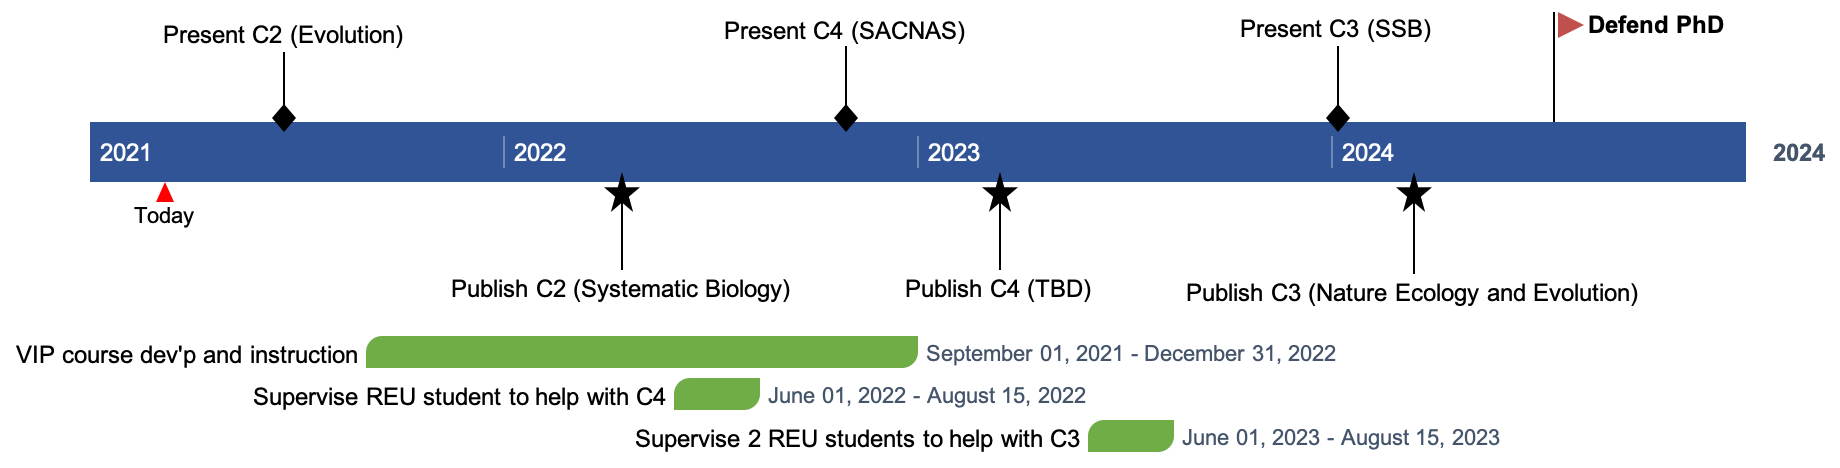 Present C2 (Evolution)
Present C4 (SACNAS)
Present C3 (SSB)
Defend PhD
2021
2022
2023
2024
2024
Today
Publish C2 (Systematic Biology)
Publish C4 (TBD)
Publish C3 (Nature Ecology and Evolution)
VIP course dev'p and instruction
September 01, 2021 - December 31, 2022
Supervise REU student to help with C4
June 01, 2022 - August 15, 2022
Supervise 2 REU students to help with C3
June 01, 2023 - August 15, 2023